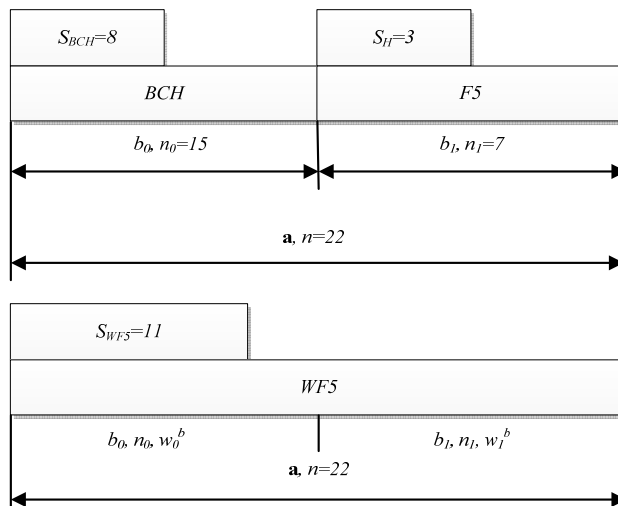 S_BCH=8 S_H=3
BCH F5
b_0, n_0=15 b_1, n_1=7
a, n=22
S_WF5=11
WF5
b_0, n_0, w_0^b b_1, n_1, w_1^b
a, n=22